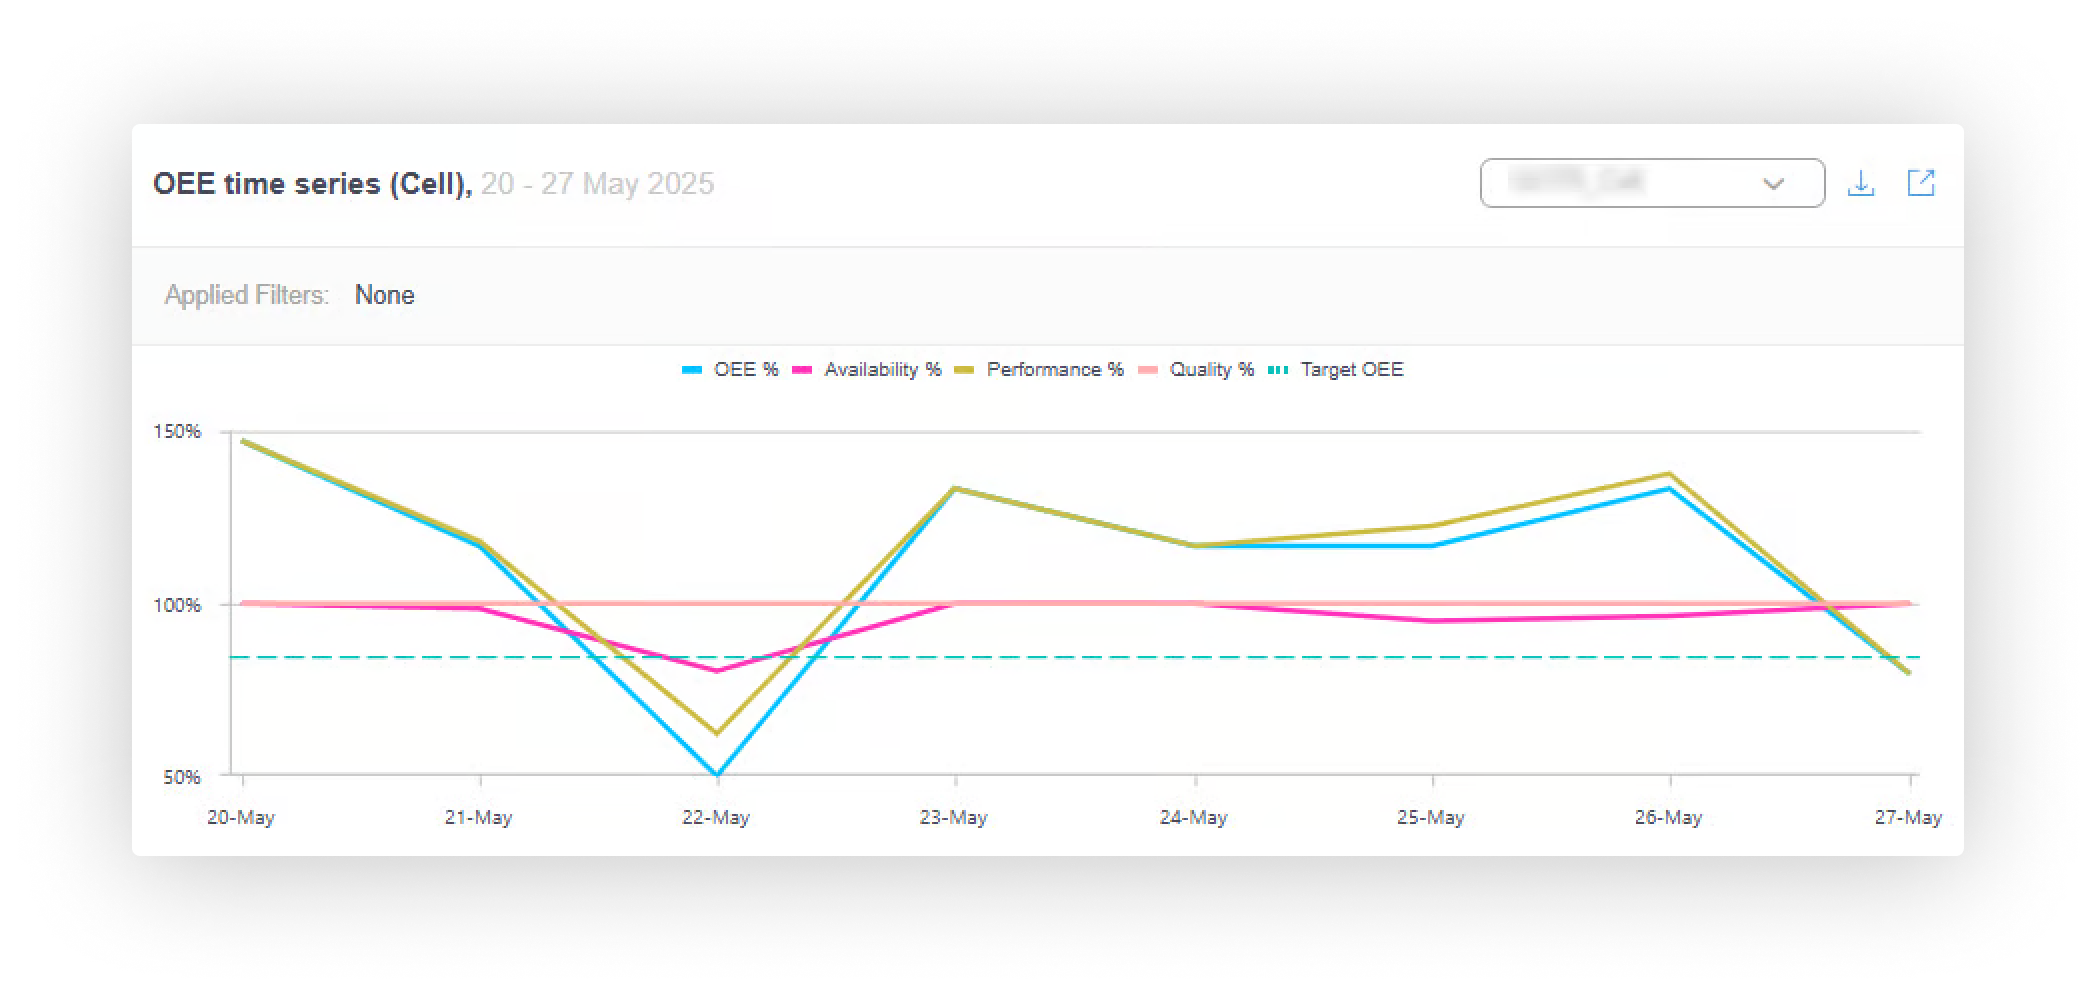 OEE time series (Cell), 20 - 27 May 2025
Applied Filters: None
OEE % Availability % Performance % Quality % Target OEE
150%
100%
50%
20-May 21-May 22-May 23-May 24-May 25-May 26-May 27-May